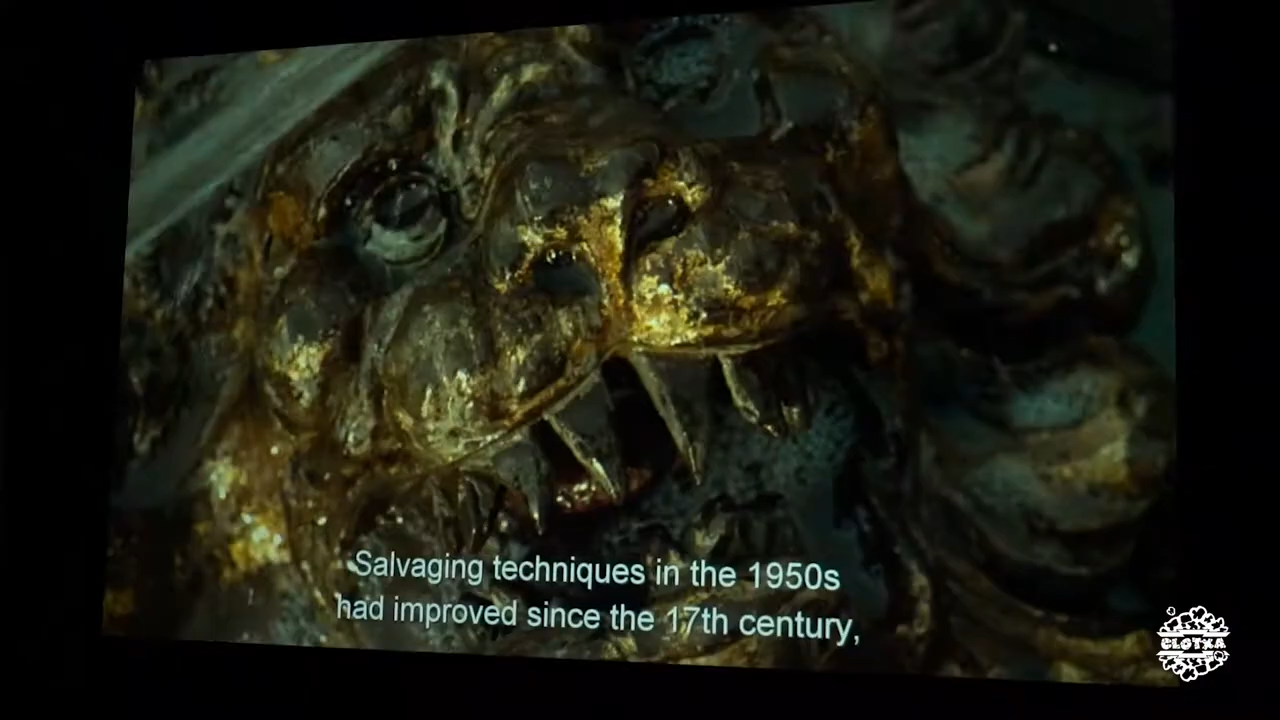 Salvaging techniques in the 1950s
had improved since the 17th century,
CLOTXA